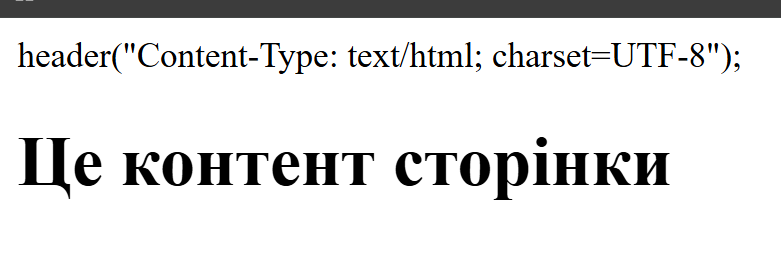 header("Content-Type: text/html; charset=UTF-8");
Це контент сторінки